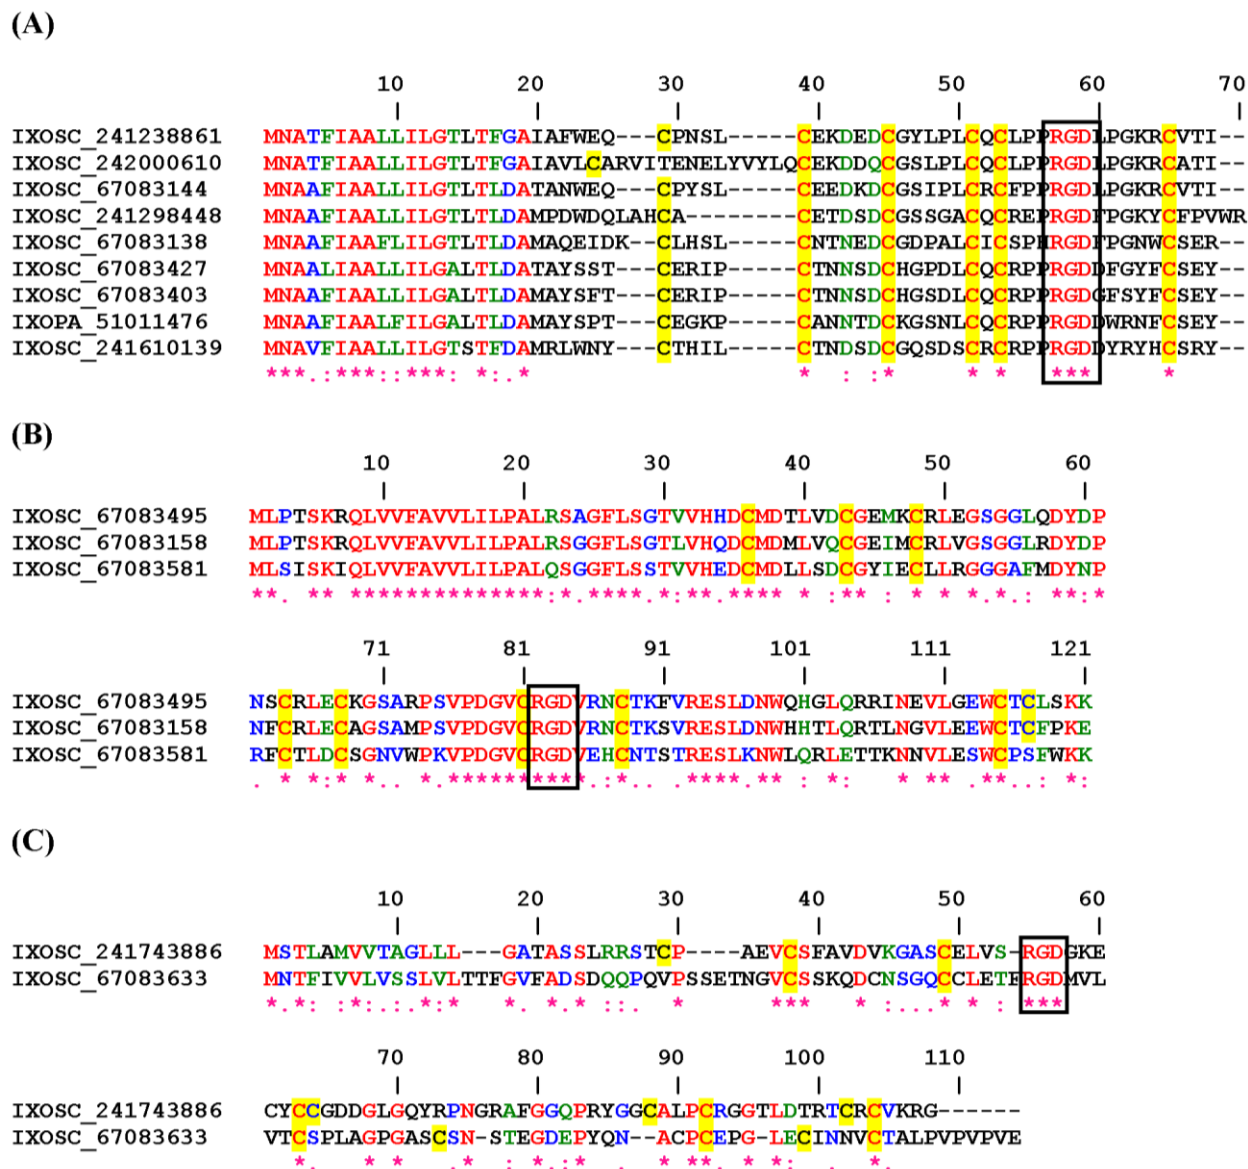 (A)
10 20 30 40 50 60 70
IXOSC_241238861 MNATFIAALLILGTLTFGAIAFWEQ---CPNSL-----CEKDEDCGYLPLCQCLPPRGDLPGKRCVTI--
IXOSC_242000610 MNATFIAALLILGTLTFGAIAVLCARVITENELYVYLQCEKDDQCGSLPLCCLPPRGDLPGKRCATI--
IXOSC_67083144 MNAAFIAALLILGTLTLDATANWEQ---CPYSL-----CEEDKDCGSIPLCRCFPPRGDLPGKRCVTI--
IXOSC_241298448 MNAAFIAALLILGTLTLDAMPDWDQLAHCA--------CETDSDCGSSGACQCREPRGDFPGKYCFPVWR
IXOSC_67083138 MNAAFIAAFLILGTLTLDAMAQEIDK--CLHSL-----CNTNEDCGDPALCICSPHRGDFPGNWCSER--
IXOSC_67083427 MNALIAALLILGALTLDATAYSST---CERIP-----CTNNSDCHGPDLCQCRPPRGDDFGYFCSEY--
IXOSC_67083403 MNAAFIAALLILGALTLDAMAYSFT---CERIP-----CTNNSDCHGSDLCQCRPPRGDGFSYFCSEY--
IXOPA_51011476 MNAAFIAALFILGALTLDAMAYSPT---CEGKP-----CANNTDCKGSNLCQCRPPRGDDWRNFCSEY--
IXOSC_241610139 MNAVFIAALLILGTSTFDAMRLWNY---CTHIL-----CTNDSDCGQSDSCRCRPPRGDDYRYHCSRY--
***.:***::***: *:.* * : :* * * *** *
(B)
10 20 30 40 50 60
IXOSC_67083495 MLPTSKRQLVVFAVVLILPALRSAGFLSGTVVHHDCMDTLVDCGEMKCRLEGSGGLQDYDP
IXOSC_67083158 MLPTSKRQLVVFAVVLILPALRSGGFLSGTLVHQDCMDMLVQCGEIMCRLVGSGGLRDYDP
IXOSC_67083581 MLSISKIQLVVFAVVLILPALQSGGFLSSTVVHEDCMDLLSDCGYIECLLRGGGAFMDYNP
**. ** **************:*.****.*:**.**** * :** : * * *.*.: **:*
71 81 91 101 111 121
IXOSC_67083495 NSCRLECKGSARPSVPDGVCRGDVRNCTKFVRESLDNWQHGLQRRINEVLGEWCTCLSKK
IXOSC_67083158 NFCRLECAGSAMPSVPDGVCRGDVRNCTKSVRESLDNWHHTLQRTLNGVLEEWCTCFPKE
IXOSC_67083581 RFCTLDCSGNVWPKVPDGVCRGDVEHCNTSTRESLKNWLQRLETTKNNVLESWCPSFWKK
. * *:* *.. *.**********.:*.. .****.** : *: * ** .**..: *:
(C)
10 20 30 40 50 60
IXOSC_241743886 MSTLAMVVTAGLLL---GATASSLRRSTCP----AEVCSFAVDVKGASCELVS-RGDGKE
IXOSC_67083633 MNTFIVVLVSSLVLTTFGVFADSDQQPQVPSSETNGVCSSKQDCNSGQCCLETFRGDMVL
*.*: :*:.:.*:* *. *.* ::. * *** * :...* * : ***
70 80 90 100 110
IXOSC_241743886 CYCCGDDGLGQYRPNGRAFGGQPRYGGCALPCRGGTLDTRTCRCVKRG------
IXOSC_67083633 VTCSPLAGPGASCSN-STEGDEPYQN--ACPCEPG-LECINNVCTALPVPVPVE
*. * * .* : *.:* . * **. * *: . *.